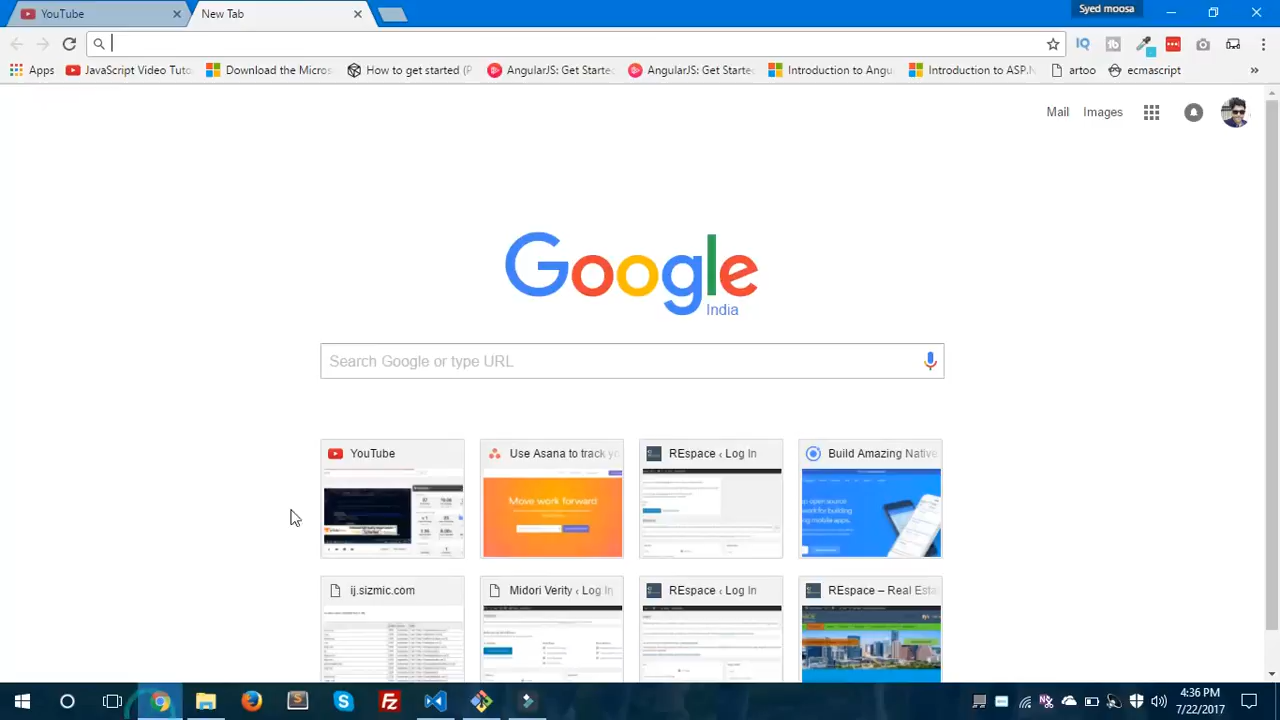 YouTube
New Tab
Syed moosa
Apps
JavaScript Video Tuto
Download the Micros
How to get started (P
AngularJS: Get Starte
AngularJS: Get Starte
Introduction to Angu
Introduction to ASP.N
artoo
ecmascript
Mail
Images
Google
India
Search Google or type URL
YouTube
Use Asana to track yo
REspace ‹ Log In
Build Amazing Native
Move work forward
ij.sizmic.com
Midori Verity ‹ Log In
REspace ‹ Log In
REspace – Real Esta
4:36 PM
7/22/2017